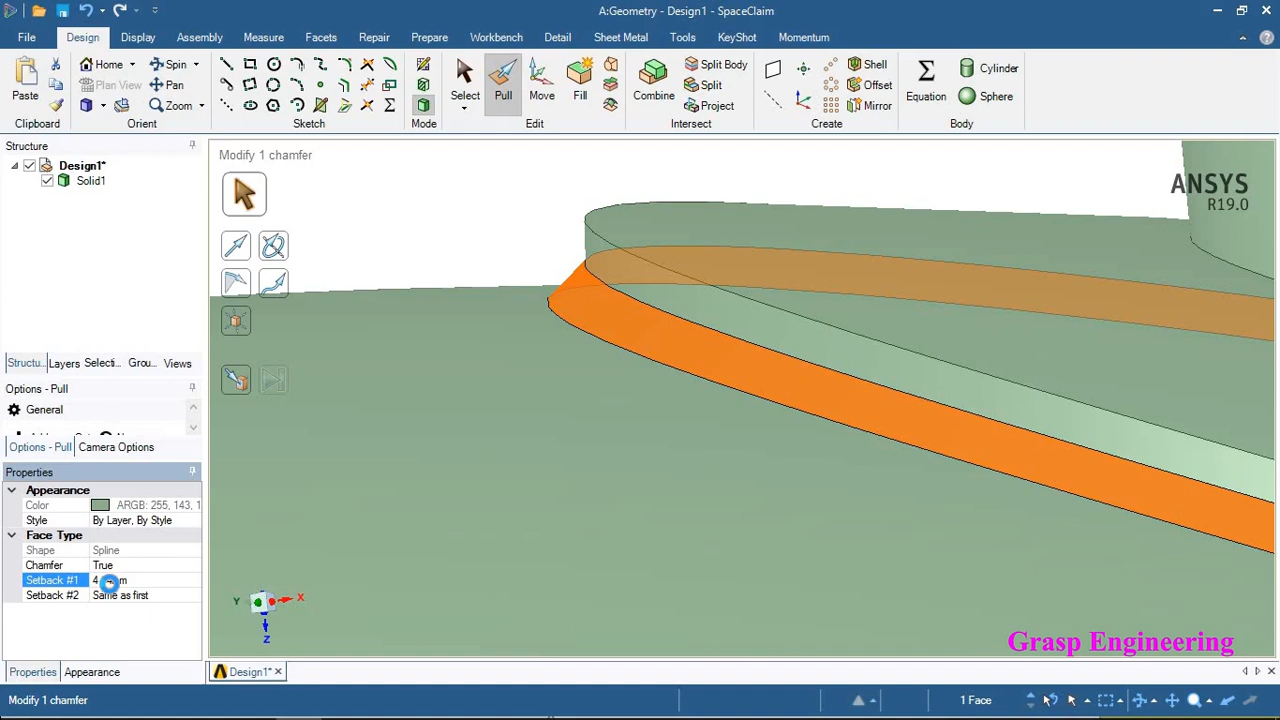 A:Geometry - Design1 - SpaceClaim
File Design Display Assembly Measure Facets Repair Prepare Workbench Detail Sheet Metal Tools KeyShot Momentum
Home Spin Split Body Shell Cylinder
Plan View Pan Split Offset
Paste Zoom Select Pull Move Fill Combine Project Mirror Equation Sphere
Clipboard Orient Sketch Mode Edit Intersect Create Body
Structure
Design1*
Solid1
Modify 1 chamfer
ANSYS
R19.0
Structu... Layers Selecti... Grou... Views
Options - Pull
General
Options - Pull Camera Options
Properties
Appearance
Color ARGB: 255, 143, 1
Style By Layer, By Style
Face Type
Shape Spline
Chamfer True
Setback #1 4
Setback #2 Same as first
Y X
Z
Grasp Engineering
Properties Appearance Design1*
Modify 1 chamfer 1 Face